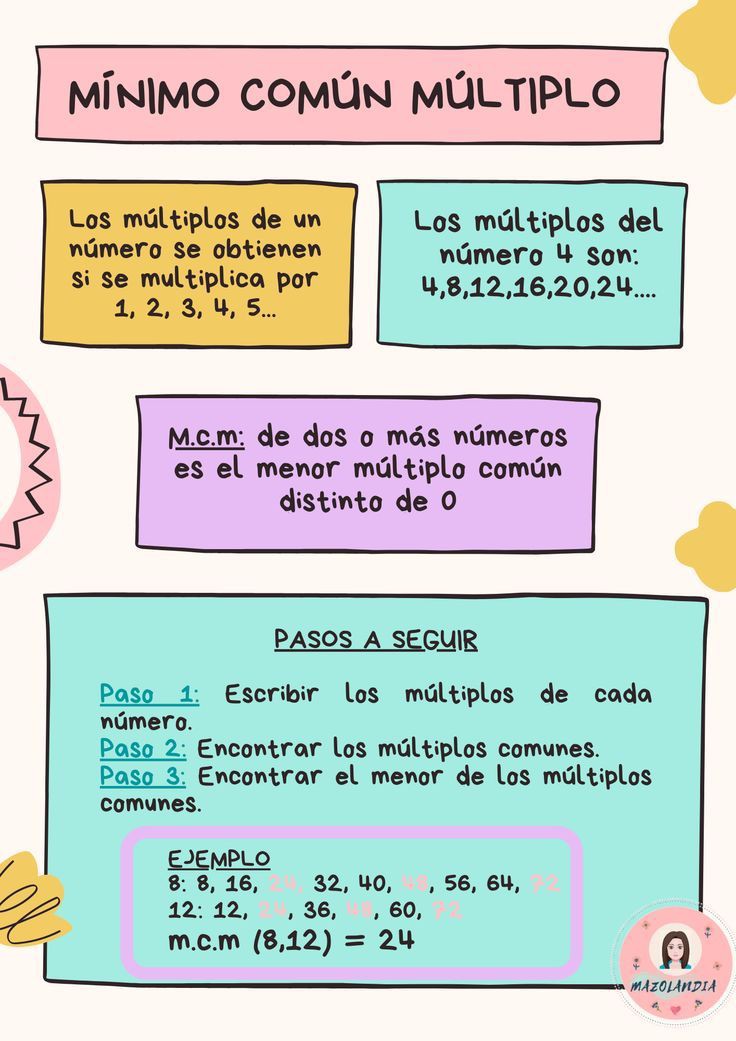 MÍNIMO COMÚN MÚLTIPLO
Los múltiplos de un
número se obtienen
si se multiplica por
1, 2, 3, 4, 5...
Los múltiplos del
número 4 son:
4,8,12,16,20,24....
M.c.m: de dos o más números
es el menor múltiplo común
distinto de 0
PASOS A SEGUIR
Paso 1: Escribir los múltiplos de cada
número.
Paso 2: Encontrar los múltiplos comunes.
Paso 3: Encontrar el menor de los múltiplos
comunes.
EJEMPLO
8: 8, 16, 24, 32, 40, 48, 56, 64, 72
12: 12, 24, 36, 48, 60, 72
m.c.m (8,12) = 24
MAZOLANDIA